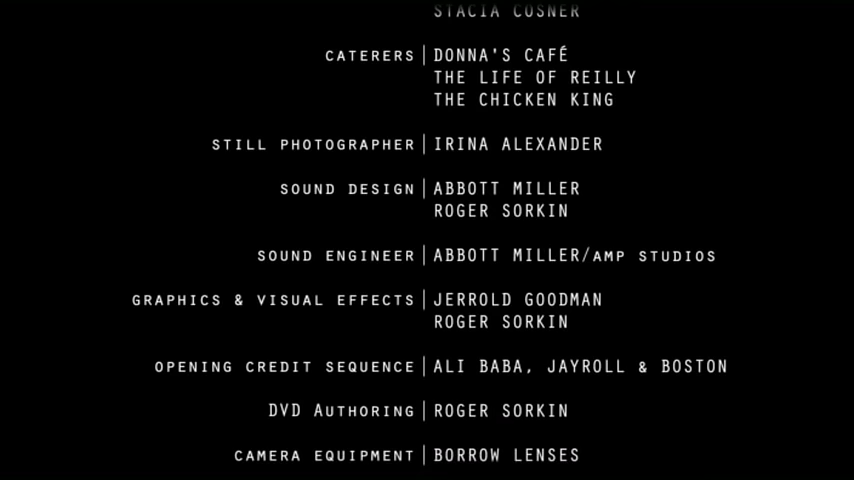 STACIA COSNER
CATERERS | DONNA'S CAFÉ
THE LIFE OF REILLY
THE CHICKEN KING
STILL PHOTOGRAPHER | IRINA ALEXANDER
SOUND DESIGN | ABBOTT MILLER
ROGER SORKIN
SOUND ENGINEER | ABBOTT MILLER/AMP STUDIOS
GRAPHICS & VISUAL EFFECTS | JERROLD GOODMAN
ROGER SORKIN
OPENING CREDIT SEQUENCE | ALI BABA, JAYROLL & BOSTON
DVD AUTHORING | ROGER SORKIN
CAMERA EQUIPMENT | BORROW LENSES